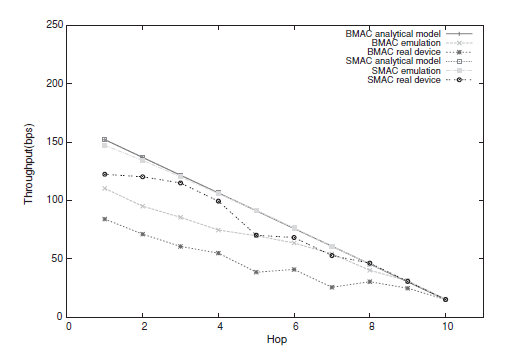 250
200
150
100
50
0
Throughput(bps)
BMAC analytical model
BMAC emulation
BMAC real device
SMAC analytical model
SMAC emulation
SMAC real device
0 2 4 6 8 10
Hop